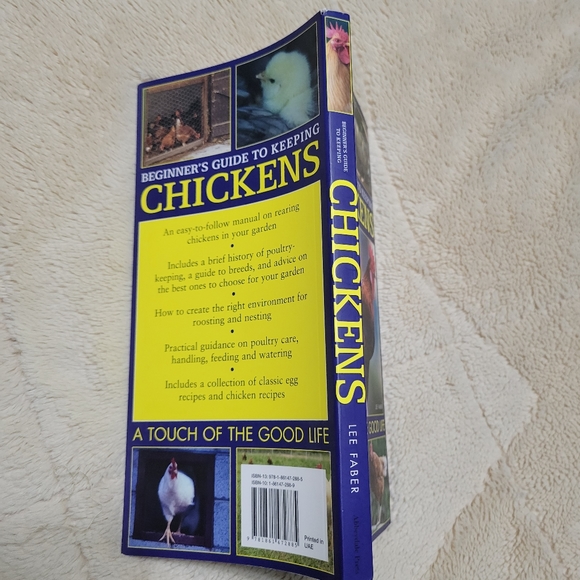 BEGINNER'S GUIDE TO KEEPING
CHICKENS
An easy-to-follow manual on rearing
chickens in your garden
•
Includes a brief history of poultry-
keeping, a guide to breeds, and advice on
the best ones to choose for your garden
•
How to create the right environment for
roosting and nesting
•
Practical guidance on poultry care,
handling, feeding and watering
•
Includes a collection of classic egg
recipes and chicken recipes
A TOUCH OF THE GOOD LIFE
Printed in
UAE
BEGINNER'S GUIDE
TO KEEPING
CHICKENS
LEE FABER
GOOD LIFE